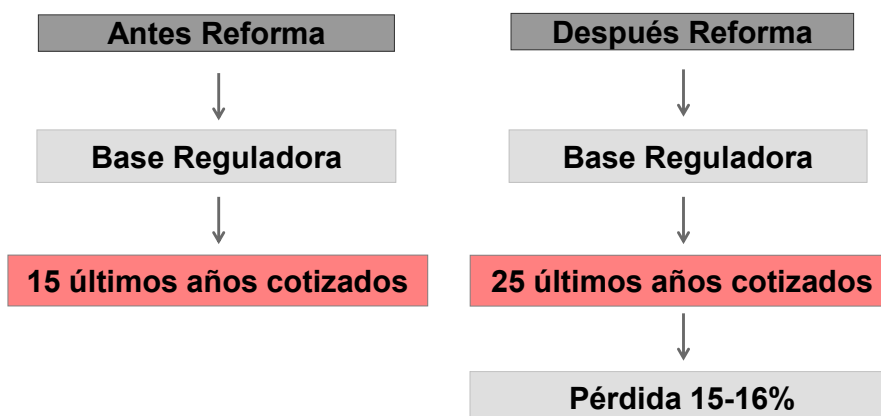 Antes Reforma
Base Reguladora
15 últimos años cotizados
Después Reforma
Base Reguladora
25 últimos años cotizados
Pérdida 15-16%